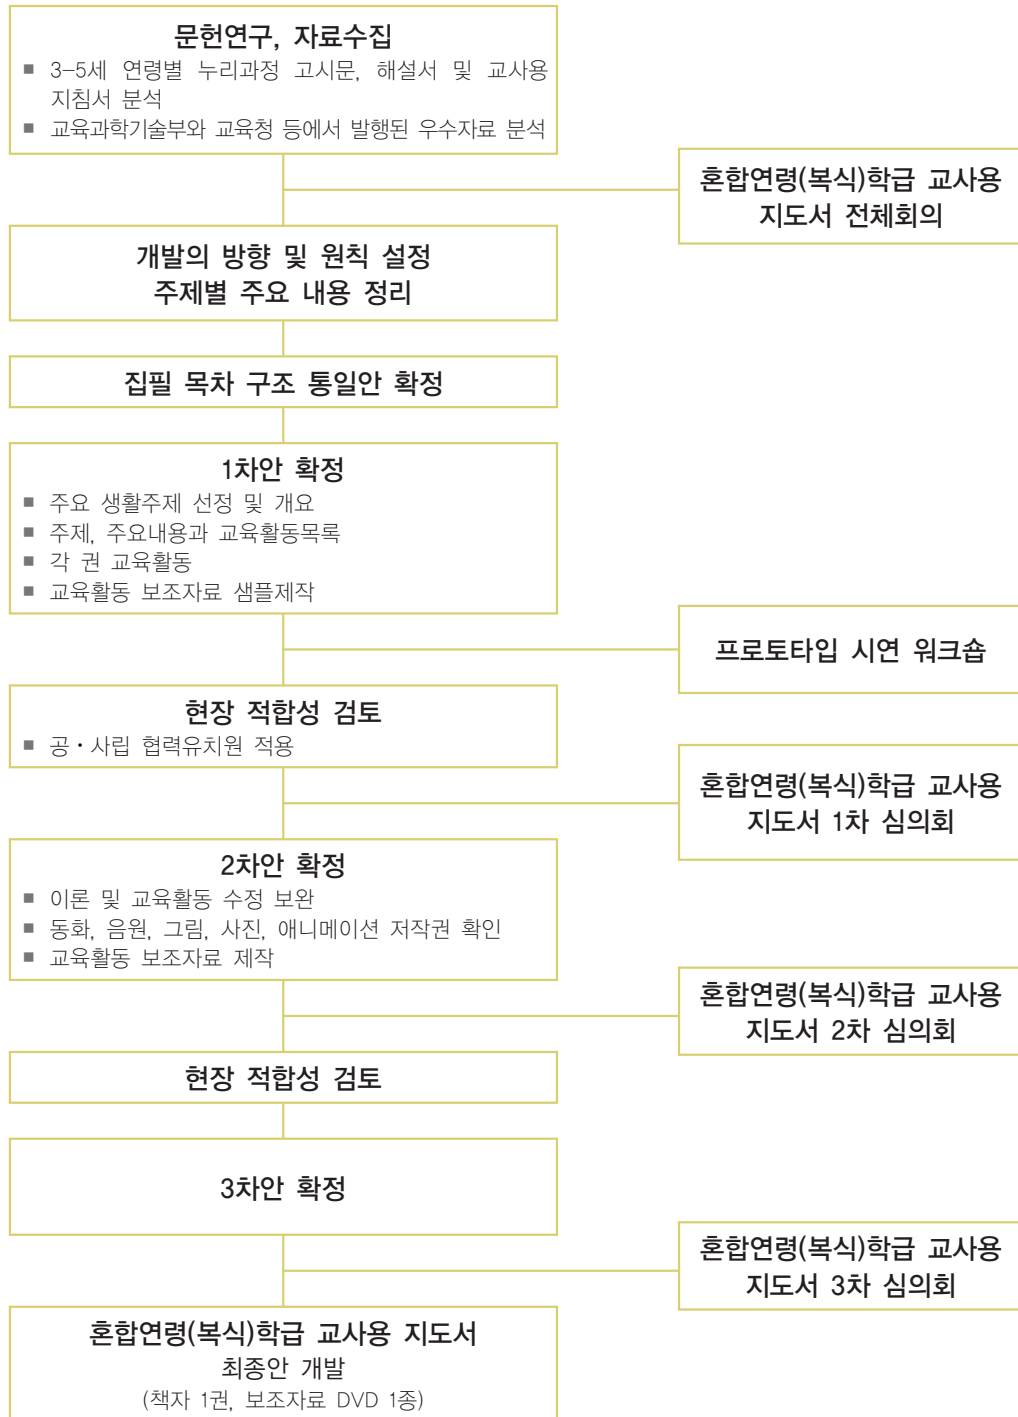 문헌연구, 자료수집
■ 3-5세 연령별 누리과정 고시문, 해설서 및 교사용
지침서 분석
■ 교육과학기술부와 교육청 등에서 발행된 우수자료 분석
혼합연령(복식)학급 교사용
지도서 전체회의
개발의 방향 및 원칙 설정
주제별 주요 내용 정리
집필 목차 구조 통일안 확정
1차안 확정
■ 주요 생활주제 선정 및 개요
■ 주제, 주요내용과 교육활동목록
■ 각 권 교육활동
■ 교육활동 보조자료 샘플제작
프로토타입 시연 워크숍
현장 적합성 검토
■ 공·사립 협력유치원 적용
혼합연령(복식)학급 교사용
지도서 1차 심의회
2차안 확정
■ 이론 및 교육활동 수정 보완
■ 동화, 음원, 그림, 사진, 애니메이션 저작권 확인
■ 교육활동 보조자료 제작
혼합연령(복식)학급 교사용
지도서 2차 심의회
현장 적합성 검토
3차안 확정
혼합연령(복식)학급 교사용
지도서 3차 심의회
혼합연령(복식)학급 교사용 지도서
최종안 개발
(책자 1권, 보조자료 DVD 1종)